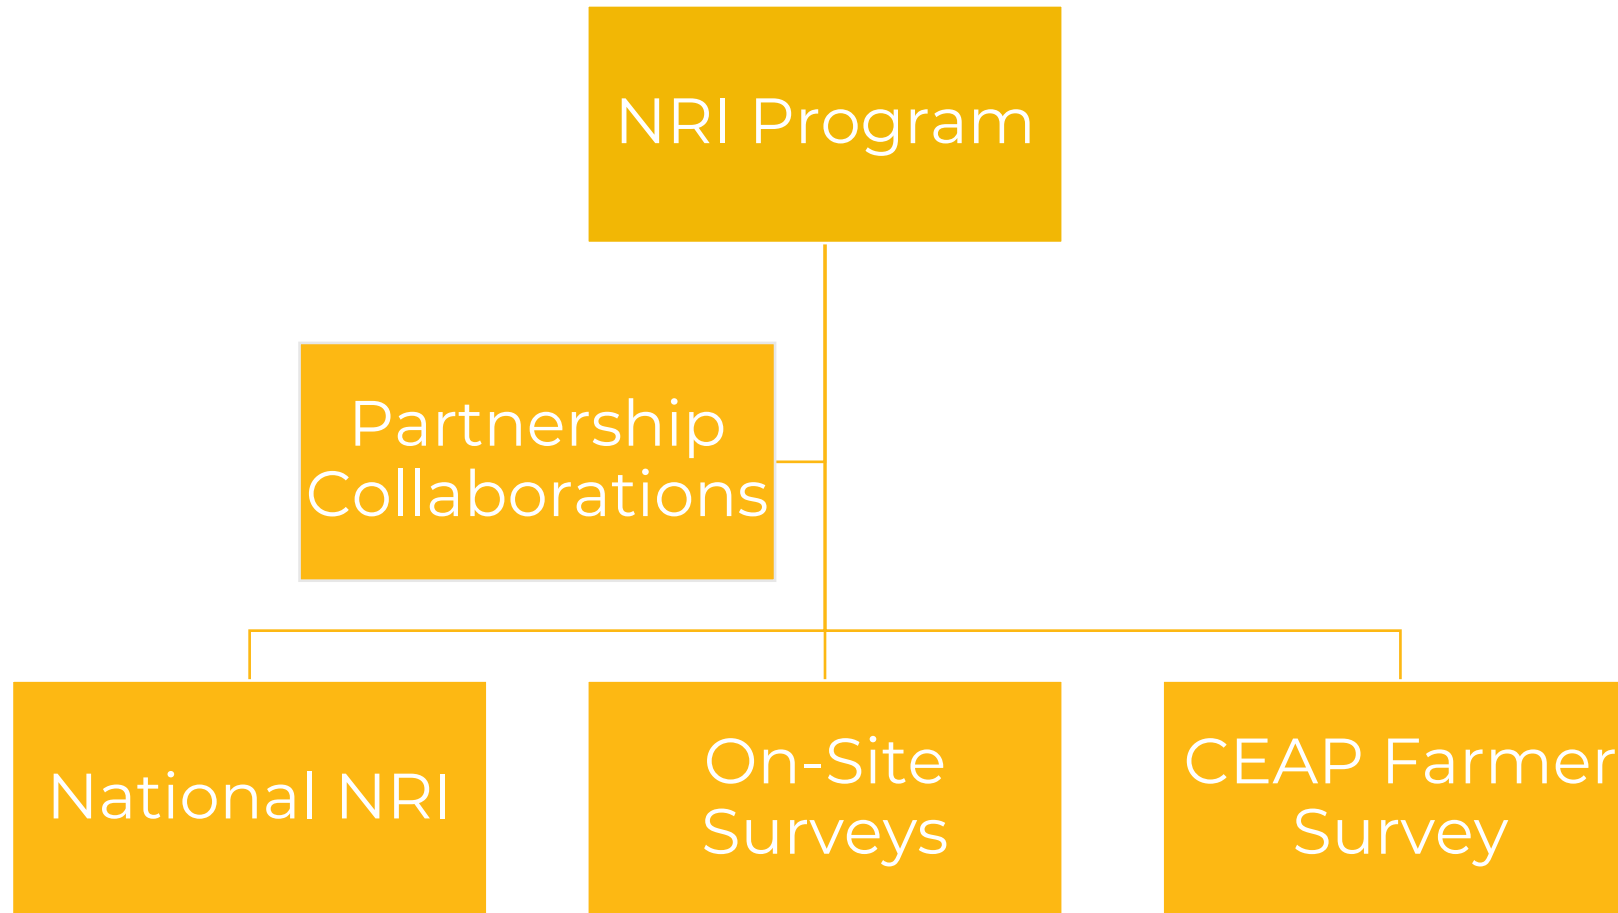 NRI Program
Partnership
Collaborations
National NRI
On-Site
Surveys
CEAP Farmer
Survey